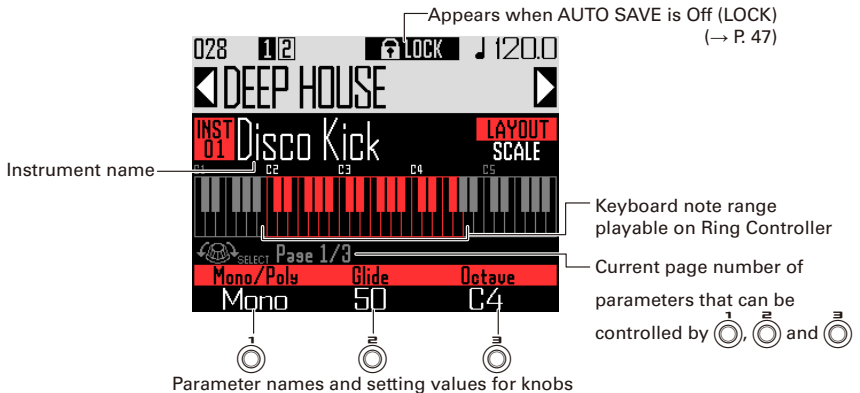 Appears when AUTO SAVE is Off (LOCK)
(→ P. 47)
028 1 2 LOCK ♩120.0
DEEP HOUSE
INST 01 Disco Kick LAYOUT SCALE
Instrument name
C1 C2 C3 C4 C5
Keyboard note range
playable on Ring Controller
SELECT Page 1/3
Current page number of
parameters that can be
controlled by 1, 2 and 3
Mono/Poly Glide Octave
Mono 50 C4
1 2 3
Parameter names and setting values for knobs